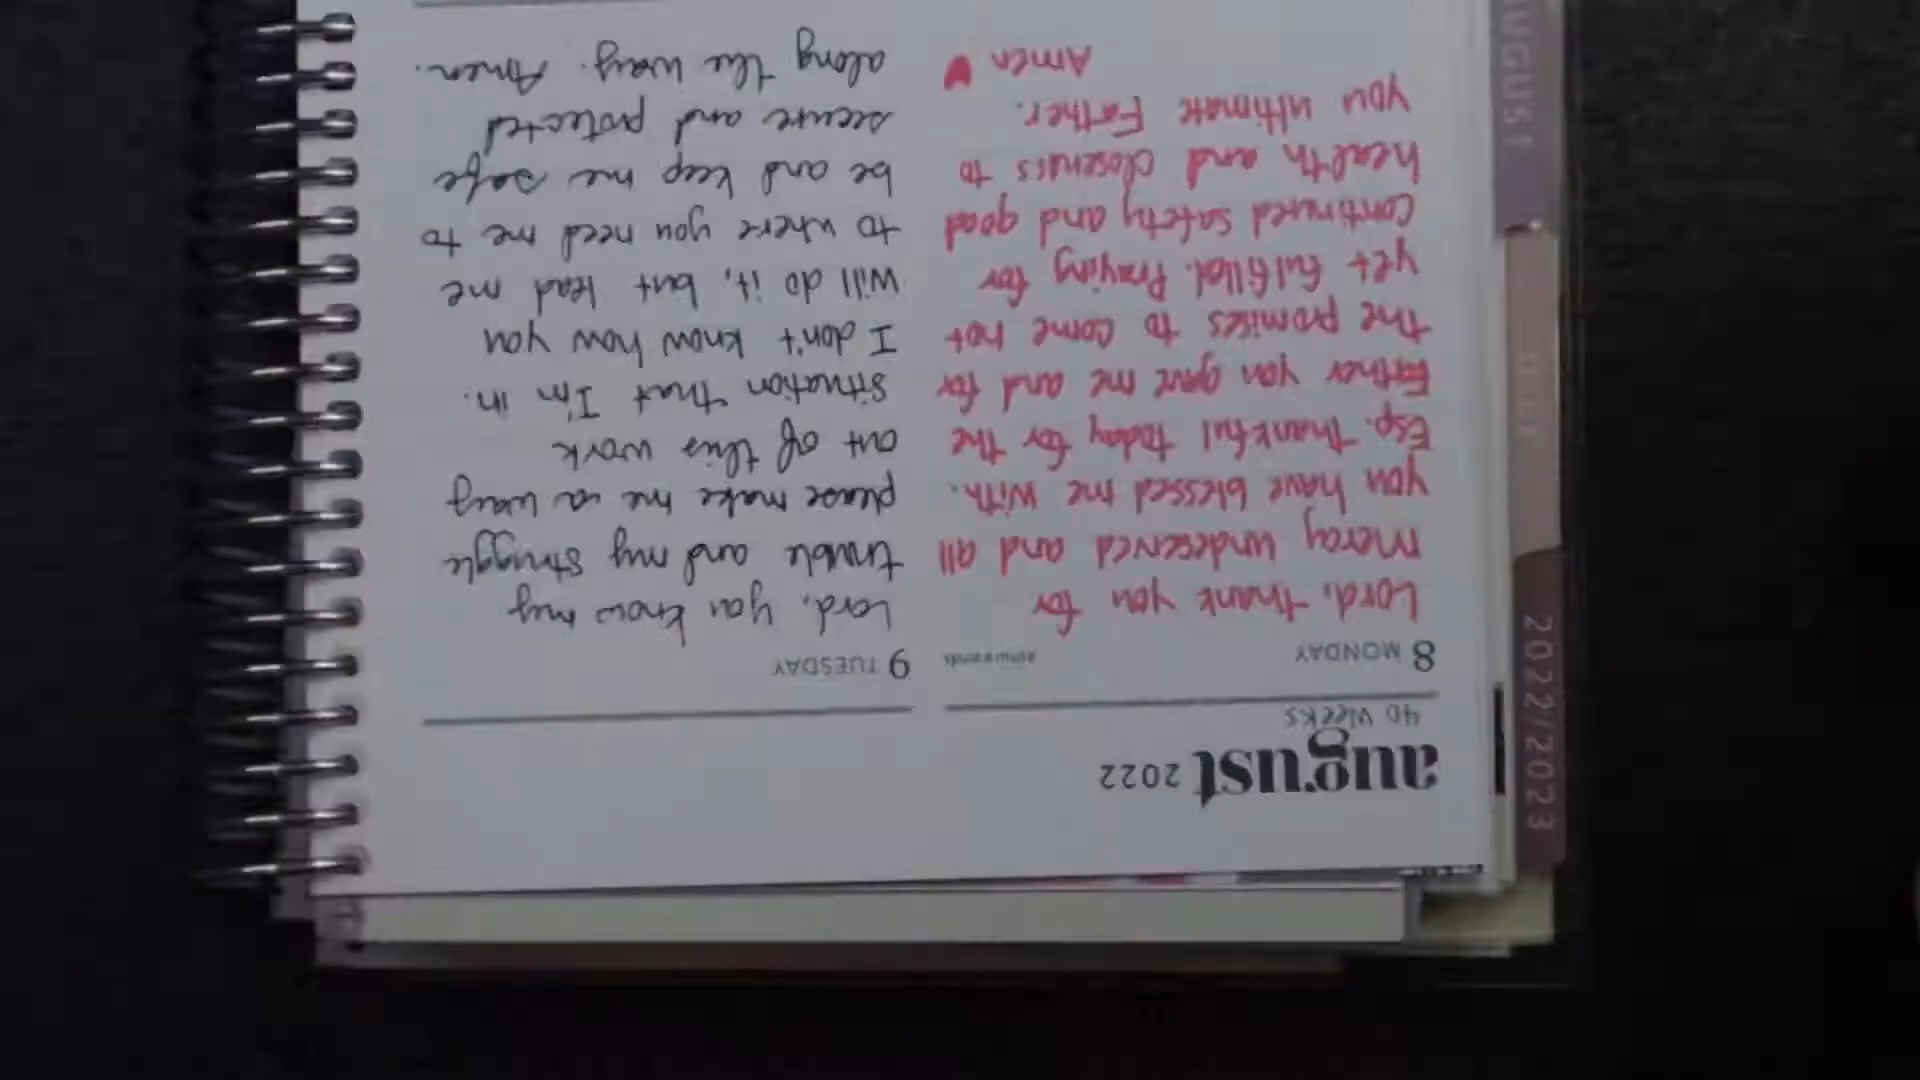 august 2022
40 Weeks
8 MONDAY
ashura
Lord, thank you for
mercy undeserved and all
you have blessed me with.
Esp. thankful today for the
Father you gave me and for
the promises to come not
yet fulfilled. Praying for
Continued safety and good
health and closeness to
you ultimate Father.
Amen
9 TUESDAY
Lord, you know my
trouble and my struggle
please make me a way
out of this work
situation that I'm in.
I don't know how you
will do it, but lead me
to where you need me to
be and keep me safe
secure and protected
along the way. Amen.
2022/2023
JULY
AUGUST